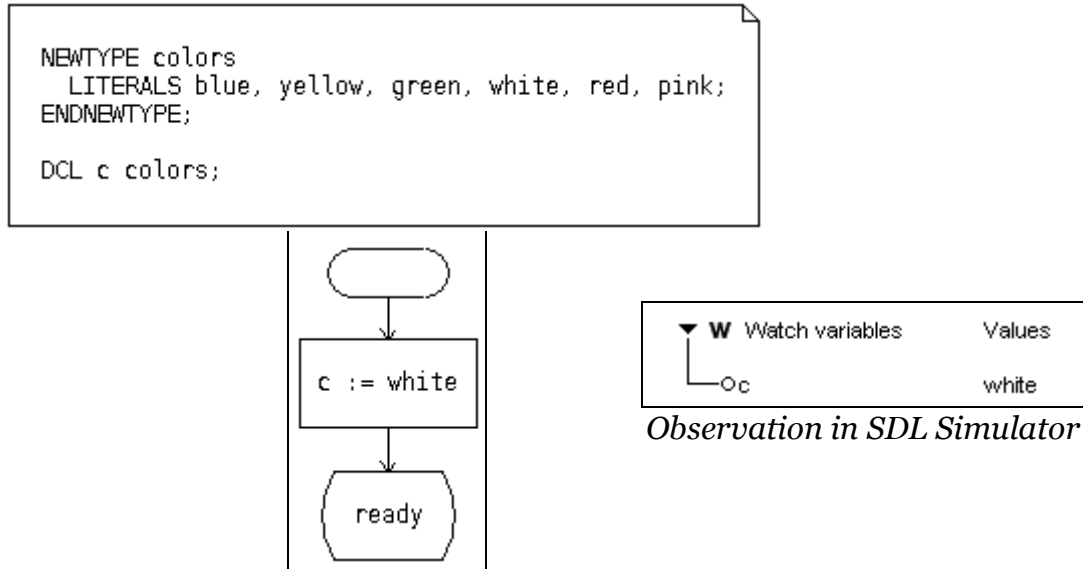 NEWTYPE colors
LITERALS blue, yellow, green, white, red, pink;
ENDNEWTYPE;
DCL c colors;
c := white
ready
W Watch variables Values
c white
Observation in SDL Simulator